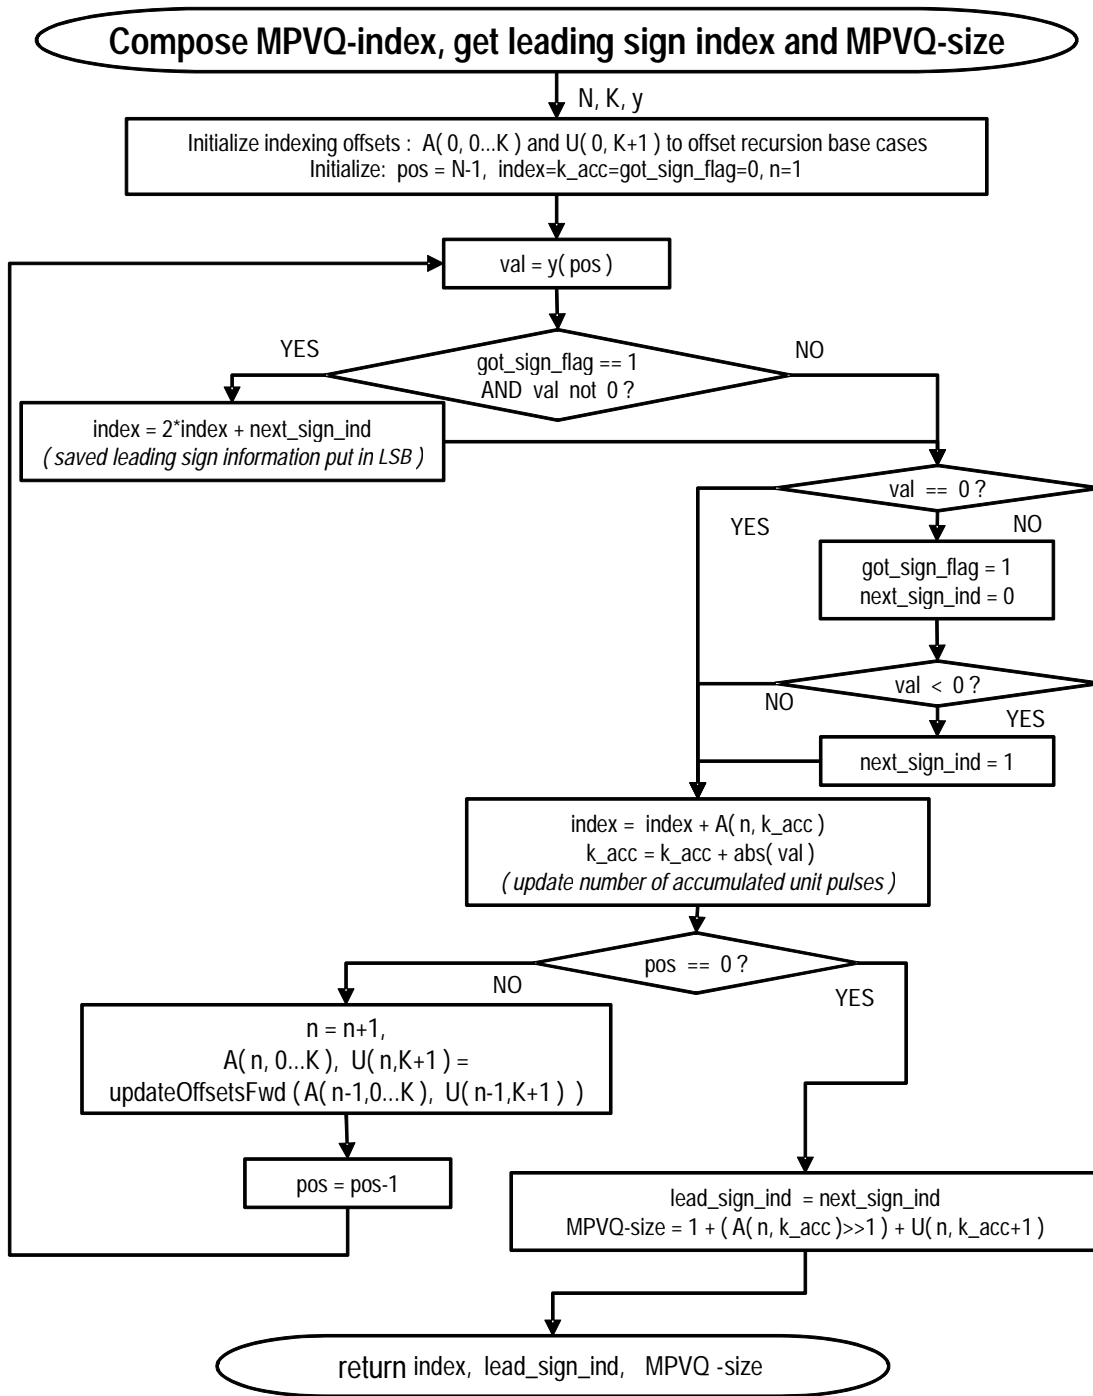 Compose MPVQ-index, get leading sign index and MPVQ-size
N, K, y
Initialize indexing offsets : A( 0, 0...K ) and U( 0, K+1 ) to offset recursion base cases
Initialize: pos = N-1, index=k_acc=got_sign_flag=0, n=1
val = y( pos )
YES
got_sign_flag == 1
AND val not 0 ?
NO
index = 2*index + next_sign_ind
( saved leading sign information put in LSB )
val == 0 ?
YES
NO
got_sign_flag = 1
next_sign_ind = 0
val < 0 ?
NO
YES
next_sign_ind = 1
index = index + A( n, k_acc )
k_acc = k_acc + abs( val )
( update number of accumulated unit pulses )
pos == 0 ?
NO
YES
n = n+1,
A( n, 0...K ), U( n,K+1 ) =
updateOffsetsFwd ( A( n-1,0...K ), U( n-1,K+1 ) )
pos = pos-1
lead_sign_ind = next_sign_ind
MPVQ-size = 1 + ( A( n, k_acc )>>1 ) + U( n, k_acc+1 )
return index, lead_sign_ind, MPVQ -size